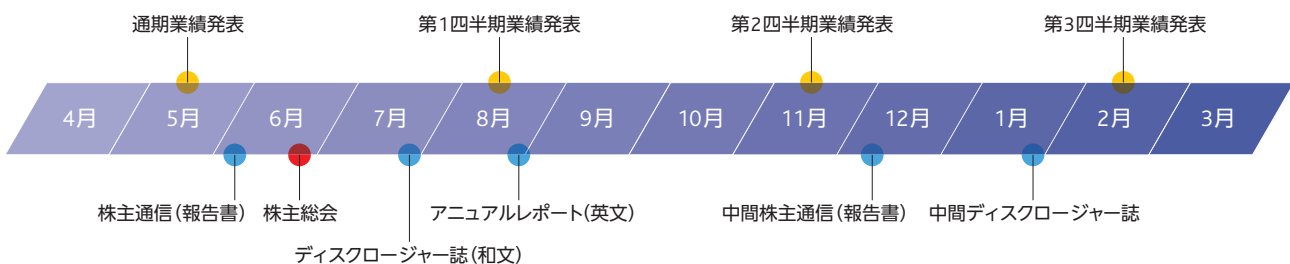 通期業績発表
第1四半期業績発表
第2四半期業績発表
第3四半期業績発表
4月
5月
6月
7月
8月
9月
10月
11月
12月
1月
2月
3月
株主通信(報告書)
株主総会
アニュアルレポート(英文)
中間株主通信(報告書)
中間ディスクロージャー誌
ディスクロージャー誌(和文)